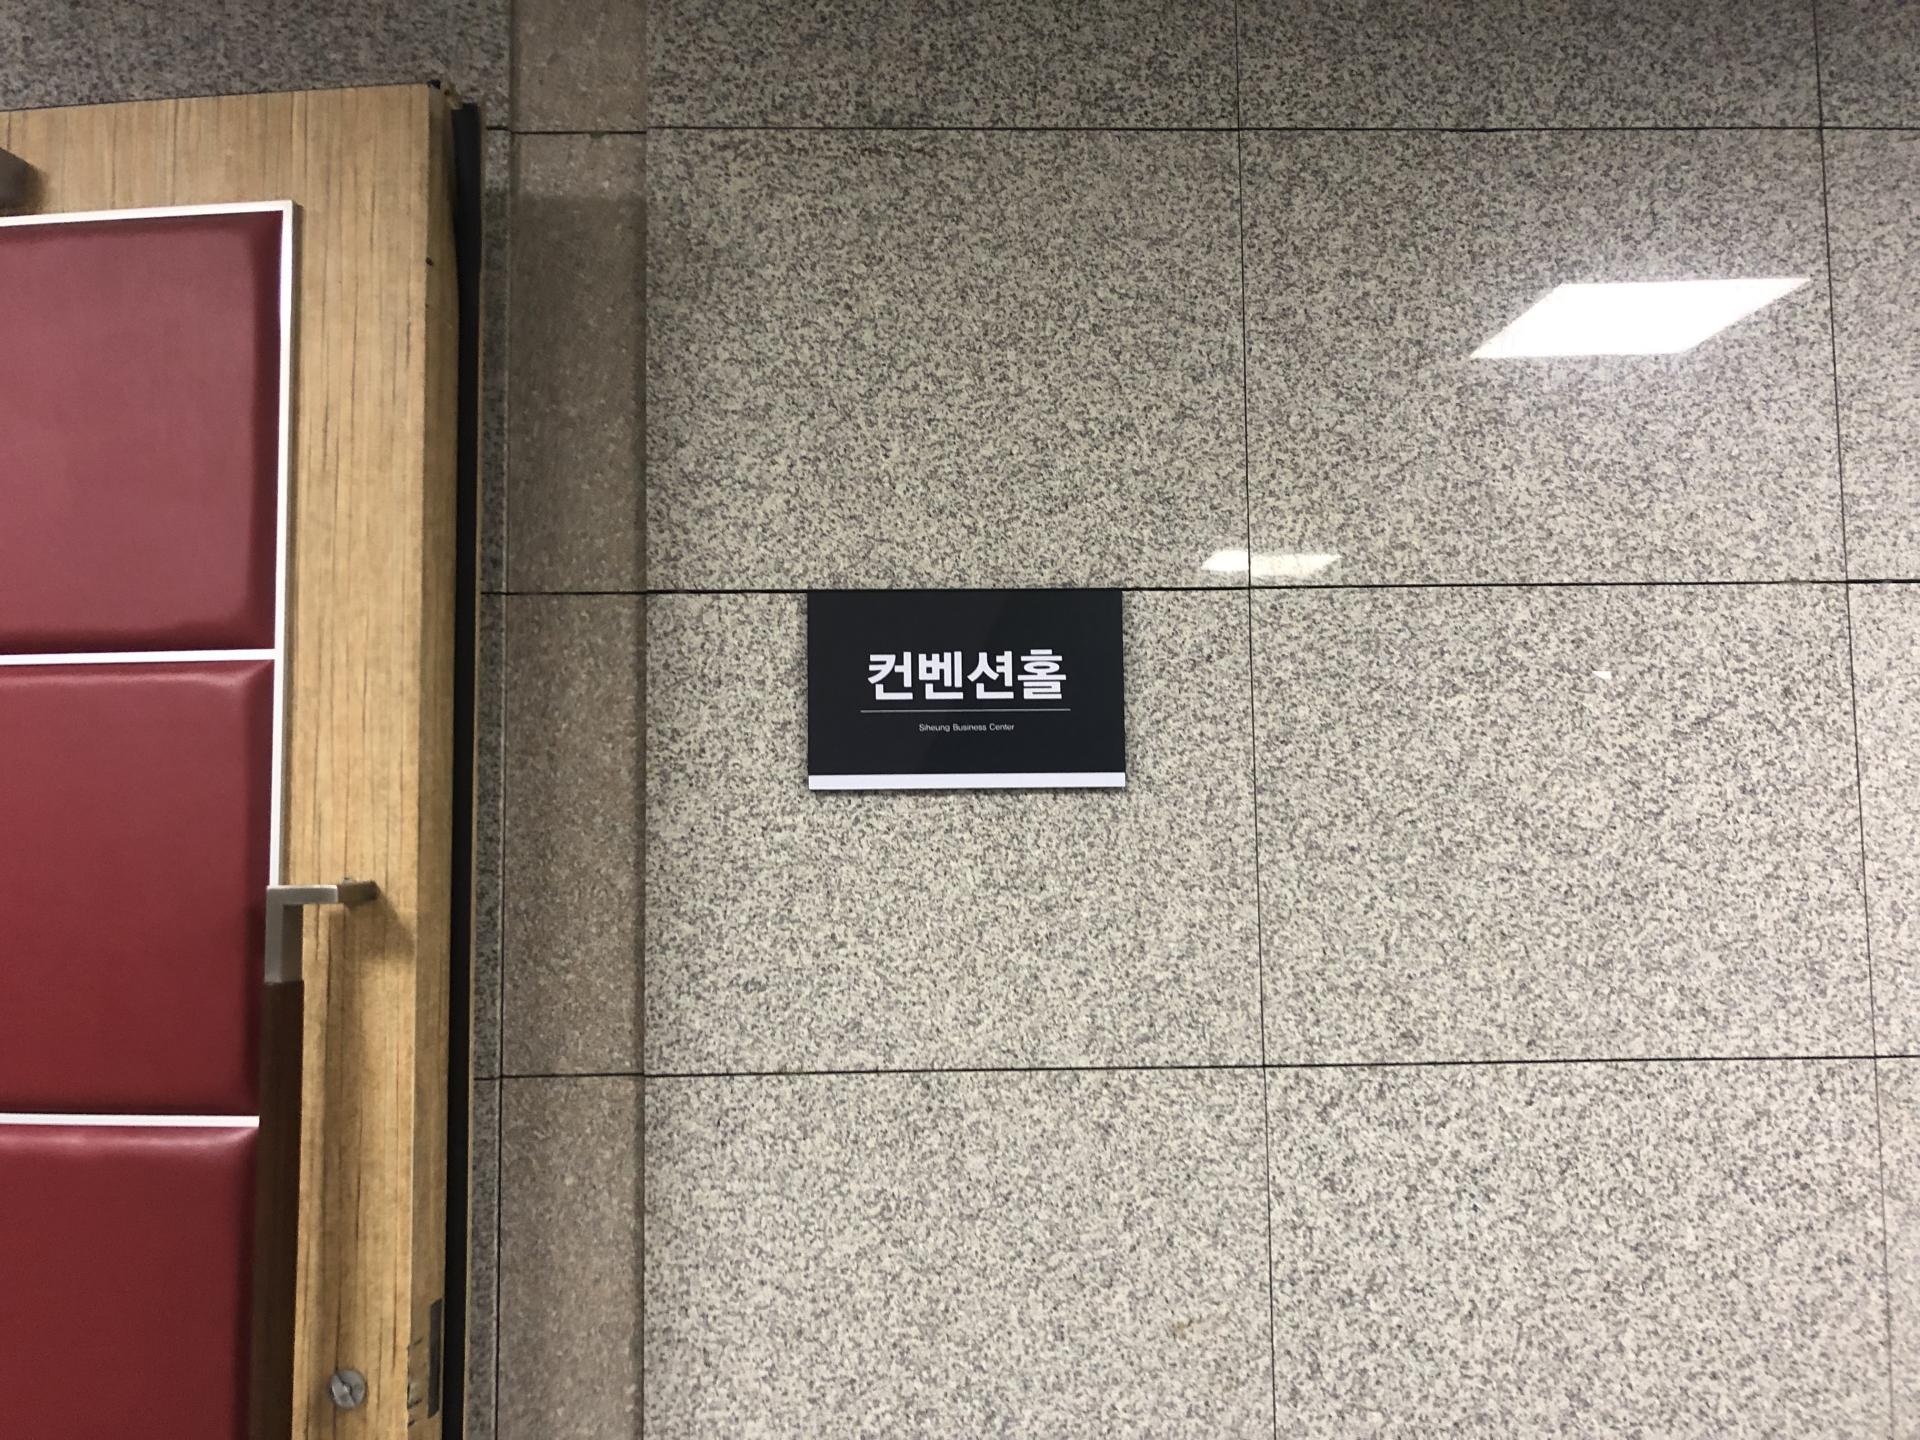 컨벤션홀
Siheung Business Center